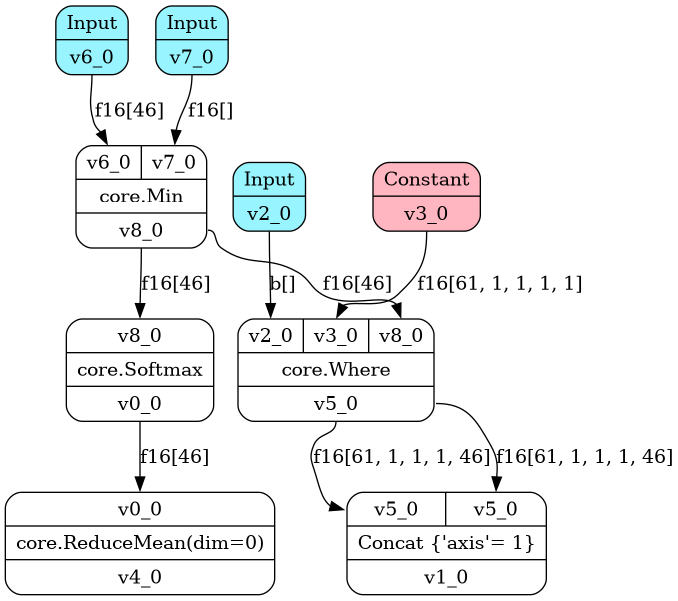 Input
v6_0
Input
v7_0
f16[46]
f16[]
v6_0 v7_0
core.Min
v8_0
Input
v2_0
Constant
v3_0
f16[46]
b[]
f16[46]
f16[61, 1, 1, 1, 1]
v8_0
core.Softmax
v0_0
v2_0 v3_0 v8_0
core.Where
v5_0
f16[46]
f16[61, 1, 1, 1, 46]
f16[61, 1, 1, 1, 46]
v0_0
core.ReduceMean(dim=0)
v4_0
v5_0 v5_0
Concat {'axis'= 1}
v1_0